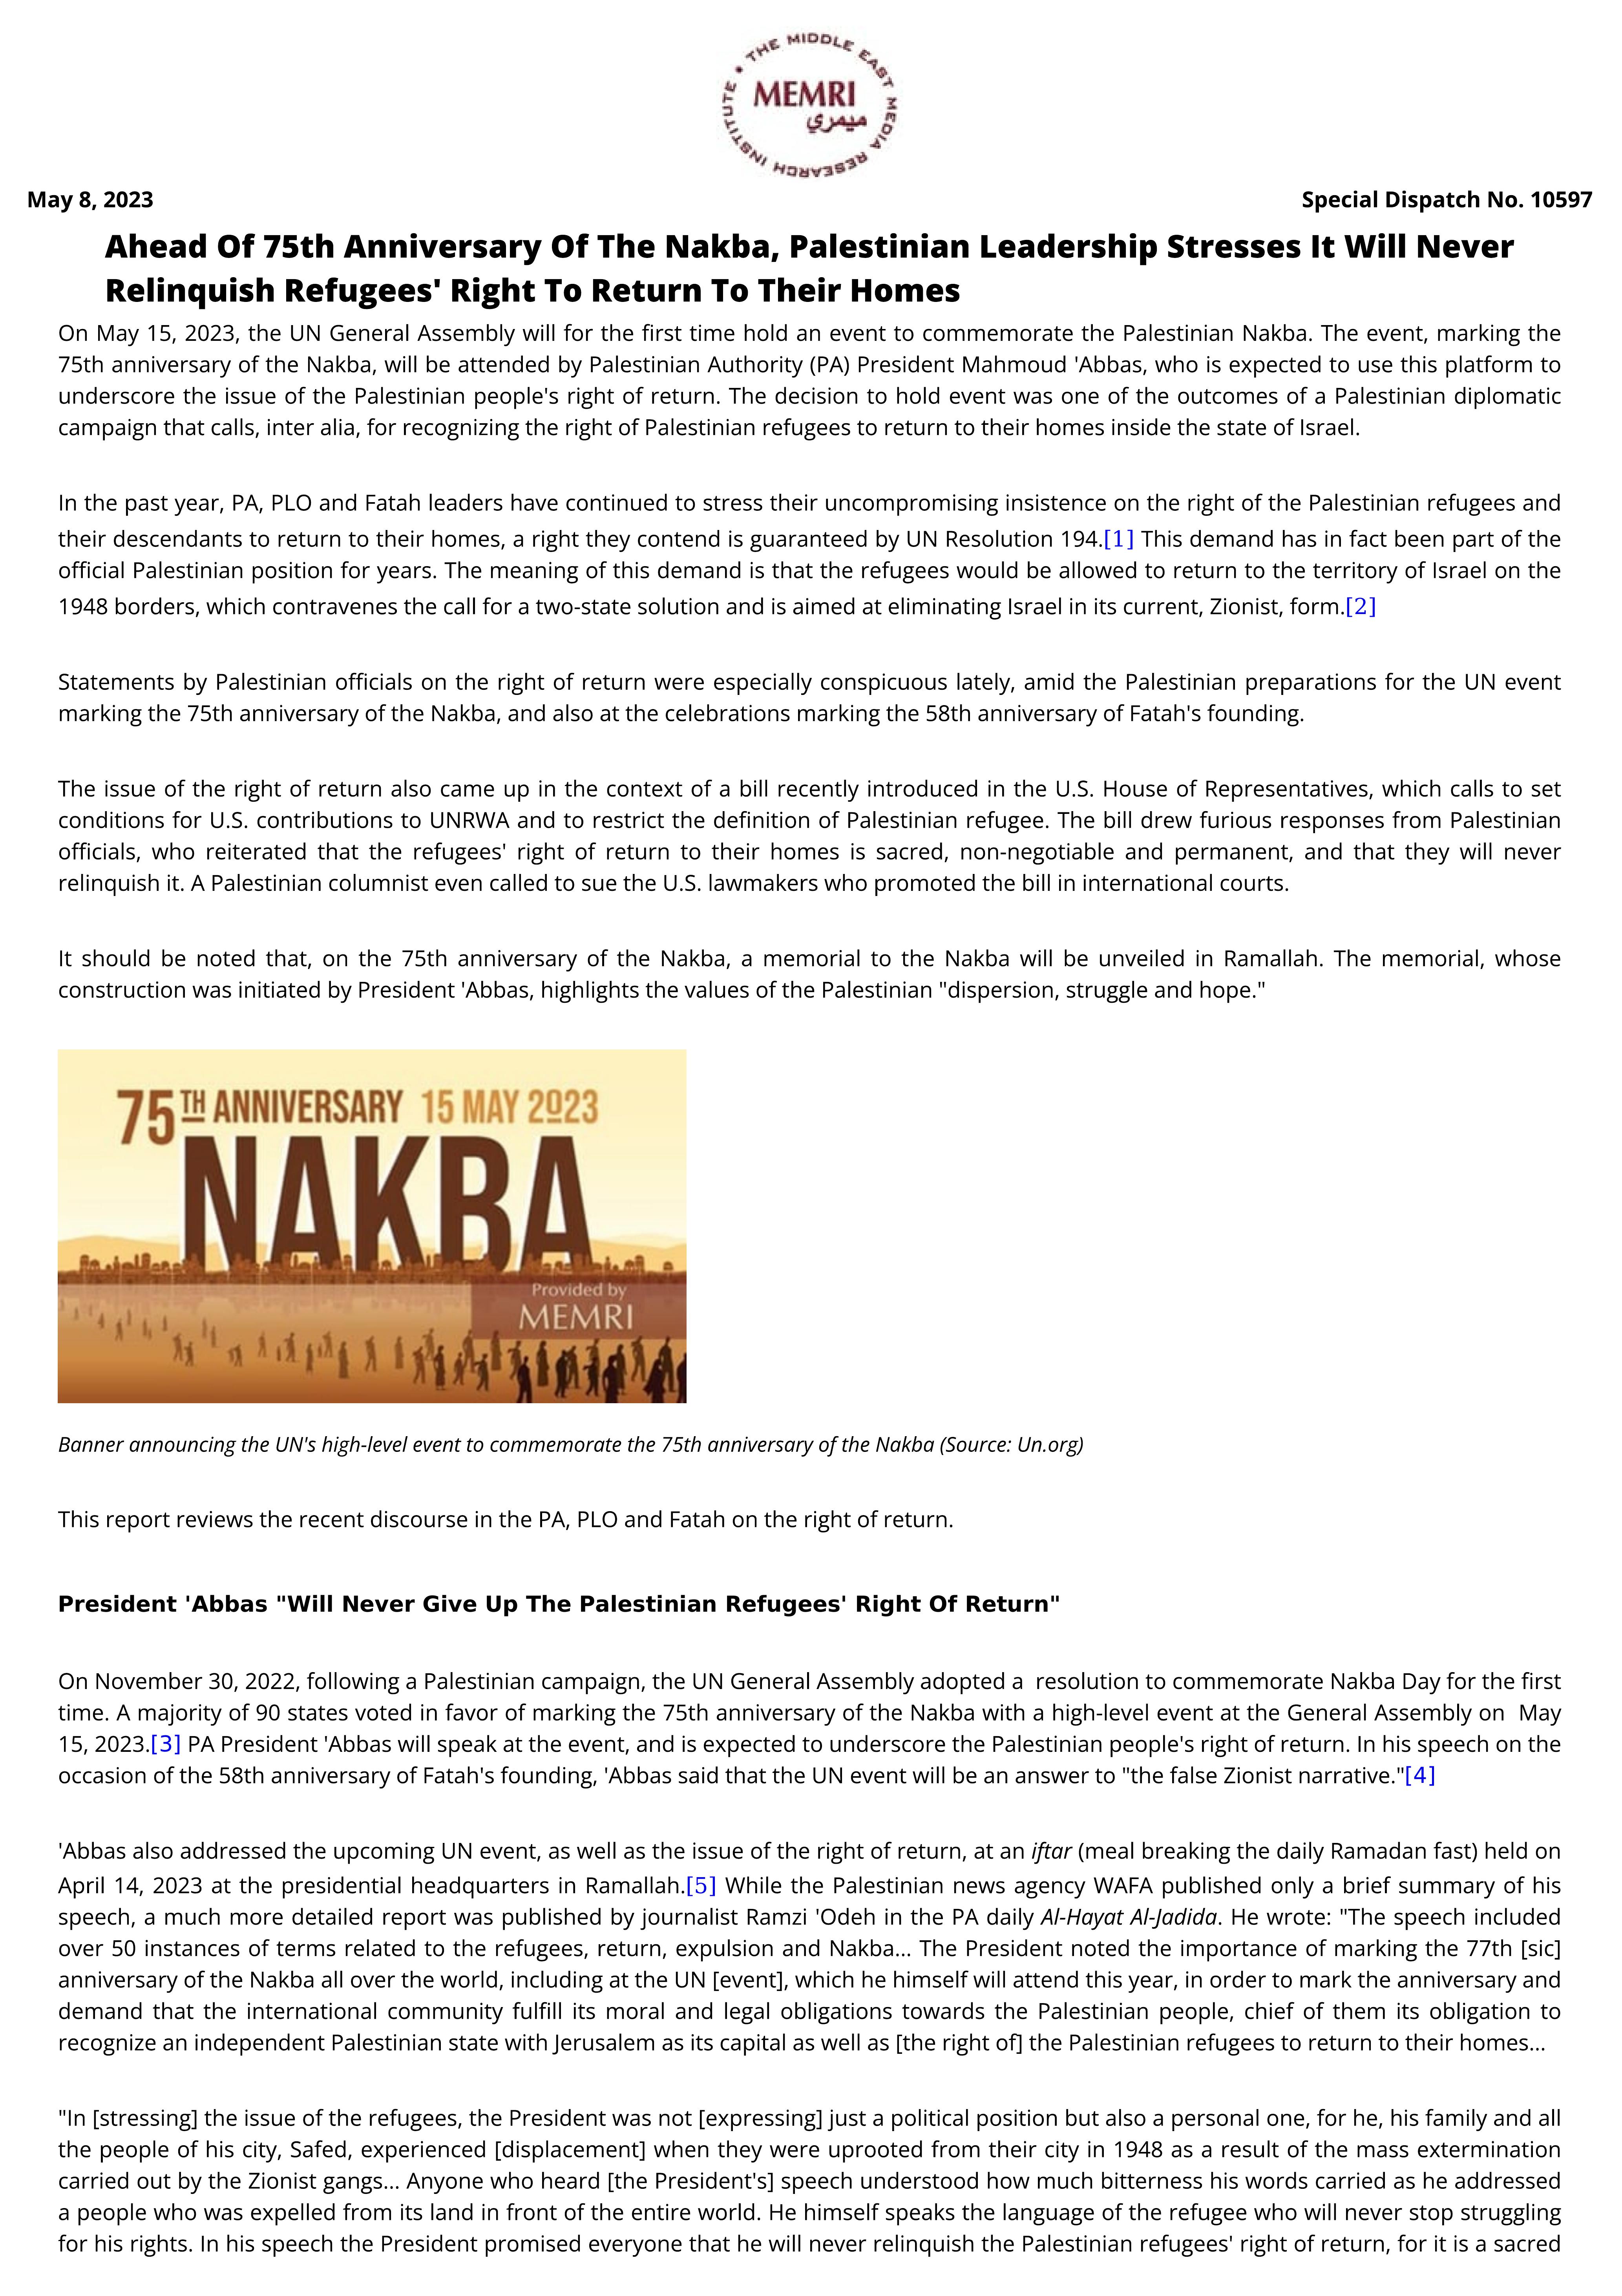 THE MIDDLE EAST MEDIA RESEARCH INSTITUTE •
MEMRI
ميمري
May 8, 2023
Special Dispatch No. 10597
Ahead Of 75th Anniversary Of The Nakba, Palestinian Leadership Stresses It Will Never
Relinquish Refugees' Right To Return To Their Homes
On May 15, 2023, the UN General Assembly will for the first time hold an event to commemorate the Palestinian Nakba. The event, marking the
75th anniversary of the Nakba, will be attended by Palestinian Authority (PA) President Mahmoud 'Abbas, who is expected to use this platform to
underscore the issue of the Palestinian people's right of return. The decision to hold event was one of the outcomes of a Palestinian diplomatic
campaign that calls, inter alia, for recognizing the right of Palestinian refugees to return to their homes inside the state of Israel.
In the past year, PA, PLO and Fatah leaders have continued to stress their uncompromising insistence on the right of the Palestinian refugees and
their descendants to return to their homes, a right they contend is guaranteed by UN Resolution 194.[1] This demand has in fact been part of the
official Palestinian position for years. The meaning of this demand is that the refugees would be allowed to return to the territory of Israel on the
1948 borders, which contravenes the call for a two-state solution and is aimed at eliminating Israel in its current, Zionist, form.[2]
Statements by Palestinian officials on the right of return were especially conspicuous lately, amid the Palestinian preparations for the UN event
marking the 75th anniversary of the Nakba, and also at the celebrations marking the 58th anniversary of Fatah's founding.
The issue of the right of return also came up in the context of a bill recently introduced in the U.S. House of Representatives, which calls to set
conditions for U.S. contributions to UNRWA and to restrict the definition of Palestinian refugee. The bill drew furious responses from Palestinian
officials, who reiterated that the refugees' right of return to their homes is sacred, non-negotiable and permanent, and that they will never
relinquish it. A Palestinian columnist even called to sue the U.S. lawmakers who promoted the bill in international courts.
It should be noted that, on the 75th anniversary of the Nakba, a memorial to the Nakba will be unveiled in Ramallah. The memorial, whose
construction was initiated by President 'Abbas, highlights the values of the Palestinian "dispersion, struggle and hope."
75TH ANNIVERSARY 15 MAY 2023
NAKBA
Provided by
MEMRI
Banner announcing the UN's high-level event to commemorate the 75th anniversary of the Nakba (Source: Un.org)
This report reviews the recent discourse in the PA, PLO and Fatah on the right of return.
President 'Abbas "Will Never Give Up The Palestinian Refugees' Right Of Return"
On November 30, 2022, following a Palestinian campaign, the UN General Assembly adopted a resolution to commemorate Nakba Day for the first
time. A majority of 90 states voted in favor of marking the 75th anniversary of the Nakba with a high-level event at the General Assembly on May
15, 2023.[3] PA President 'Abbas will speak at the event, and is expected to underscore the Palestinian people's right of return. In his speech on the
occasion of the 58th anniversary of Fatah's founding, 'Abbas said that the UN event will be an answer to "the false Zionist narrative."[4]
'Abbas also addressed the upcoming UN event, as well as the issue of the right of return, at an iftar (meal breaking the daily Ramadan fast) held on
April 14, 2023 at the presidential headquarters in Ramallah.[5] While the Palestinian news agency WAFA published only a brief summary of his
speech, a much more detailed report was published by journalist Ramzi 'Odeh in the PA daily Al-Hayat Al-Jadida. He wrote: "The speech included
over 50 instances of terms related to the refugees, return, expulsion and Nakba... The President noted the importance of marking the 77th [sic]
anniversary of the Nakba all over the world, including at the UN [event], which he himself will attend this year, in order to mark the anniversary and
demand that the international community fulfill its moral and legal obligations towards the Palestinian people, chief of them its obligation to
recognize an independent Palestinian state with Jerusalem as its capital as well as [the right of] the Palestinian refugees to return to their homes...
"In [stressing] the issue of the refugees, the President was not [expressing] just a political position but also a personal one, for he, his family and all
the people of his city, Safed, experienced [displacement] when they were uprooted from their city in 1948 as a result of the mass extermination
carried out by the Zionist gangs... Anyone who heard [the President's] speech understood how much bitterness his words carried as he addressed
a people who was expelled from its land in front of the entire world. He himself speaks the language of the refugee who will never stop struggling
for his rights. In his speech the President promised everyone that he will never relinquish the Palestinian refugees' right of return, for it is a sacred